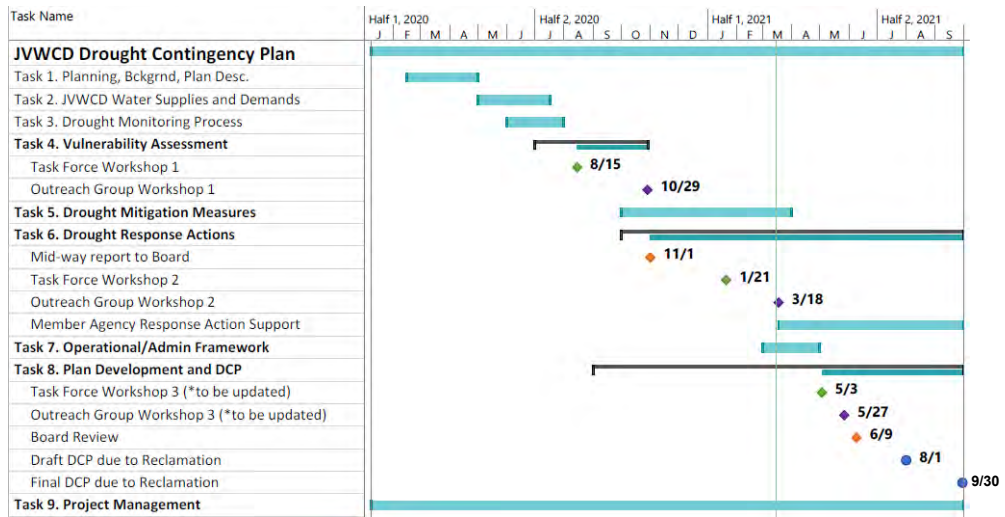 Task Name
Half 1, 2020 Half 2, 2020 Half 1, 2021 Half 2, 2021
J F M A M J J A S O N D J F M A M J J A S
JVWCD Drought Contingency Plan
Task 1. Planning, Bckgrnd, Plan Desc.
Task 2. JVWCD Water Supplies and Demands
Task 3. Drought Monitoring Process
Task 4. Vulnerability Assessment
Task Force Workshop 1 8/15
Outreach Group Workshop 1 10/29
Task 5. Drought Mitigation Measures
Task 6. Drought Response Actions
Mid-way report to Board 11/1
Task Force Workshop 2 1/21
Outreach Group Workshop 2 3/18
Member Agency Response Action Support
Task 7. Operational/Admin Framework
Task 8. Plan Development and DCP
Task Force Workshop 3 (*to be updated) 5/3
Outreach Group Workshop 3 (*to be updated) 5/27
Board Review 6/9
Draft DCP due to Reclamation 8/1
Final DCP due to Reclamation 9/30
Task 9. Project Management